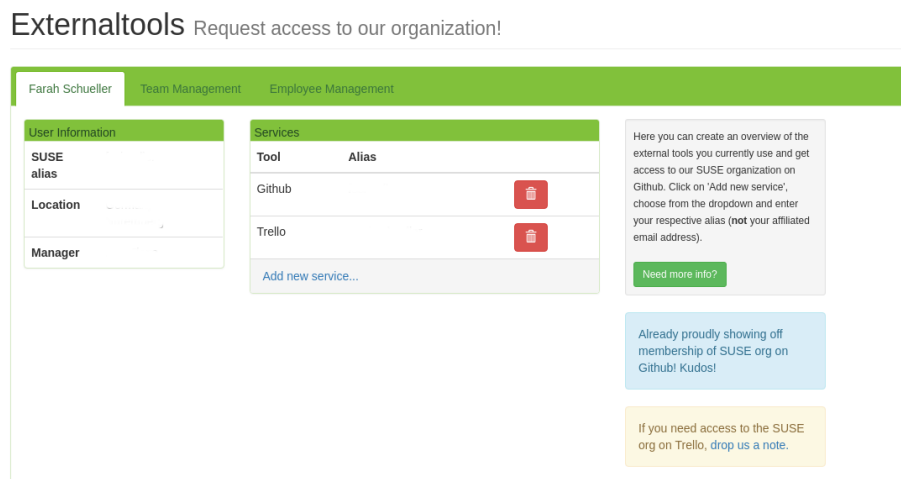 Externaltools Request access to our organization!
Farah Schueller Team Management Employee Management
User Information
SUSE
alias
Location
Manager
Services
Tool Alias
Github
Trello
Add new service...
Here you can create an overview of the
external tools you currently use and get
access to our SUSE organization on
Github. Click on 'Add new service',
choose from the dropdown and enter
your respective alias (not your affiliated
email address).
Need more info?
Already proudly showing off
membership of SUSE org on
Github! Kudos!
If you need access to the SUSE
org on Trello, drop us a note.